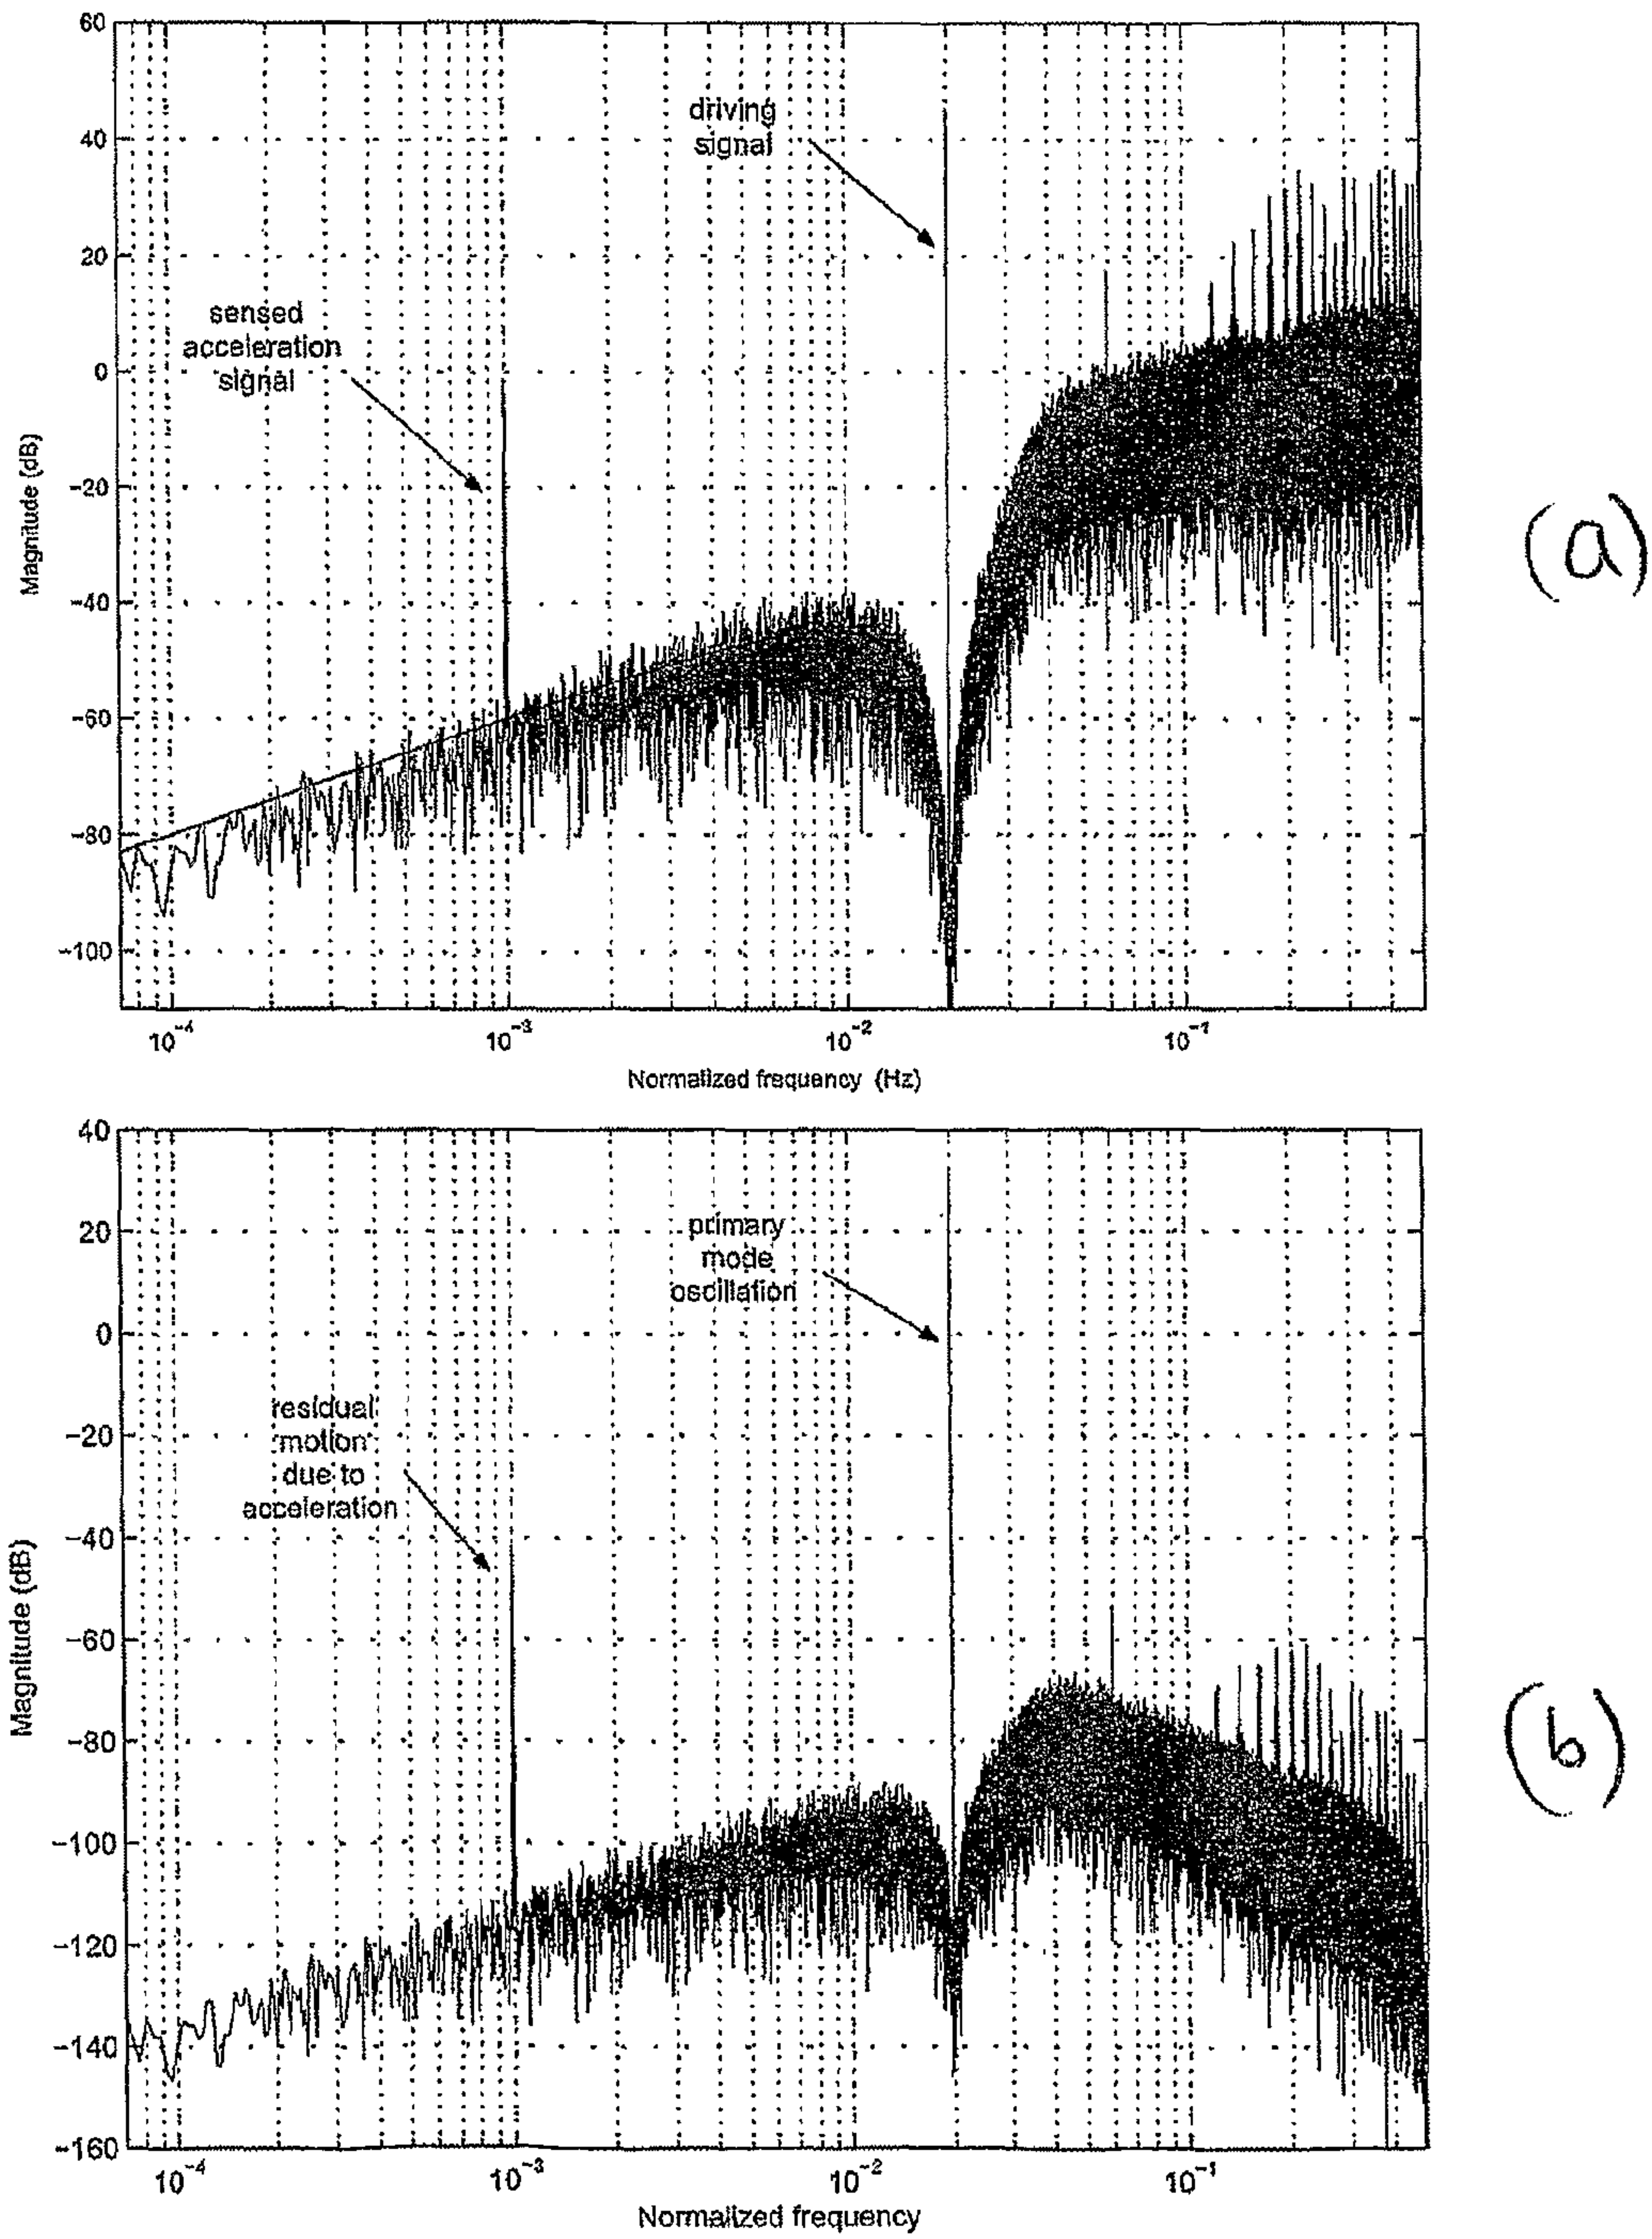 60
40
20
0
-20
-40
-60
-80
-100
Magnitude (dB)
driving
signal
sensed
acceleration
signal
10^-4
10^-3
10^-2
10^-1
Normalized frequency (Hz)
(a)
40
20
0
-20
-40
-60
-80
-100
-120
-140
-160
Magnitude (dB)
primary
mode
oscillation
residual
motion
due to
acceleration
10^-4
10^-3
10^-2
10^-1
Normalized frequency
(b)